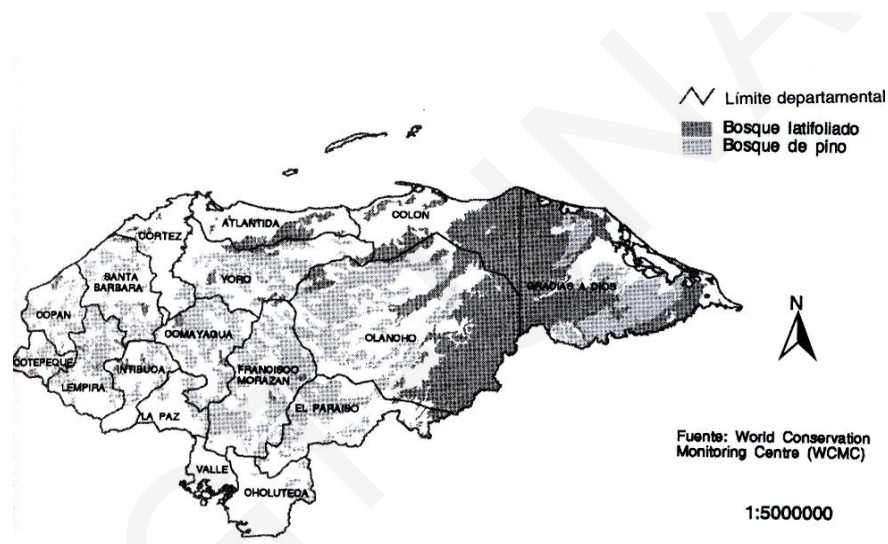 Límite departamental
Bosque latifoliado
Bosque de pino
COLON
ATLANTIDA
CORTEZ
YORO
SANTA
BARBARA
GRACIAS A DIOS
COPAN
COMAYAGUA
OLANCHO
N
OCOTEPEQUE
INTIBUCA
FRANCISCO
MORAZAN
LEMPIRA
EL PARAISO
LA PAZ
Fuente: World Conservation
Monitoring Centre (WCMC)
VALLE
CHOLUTECA
1:5000000